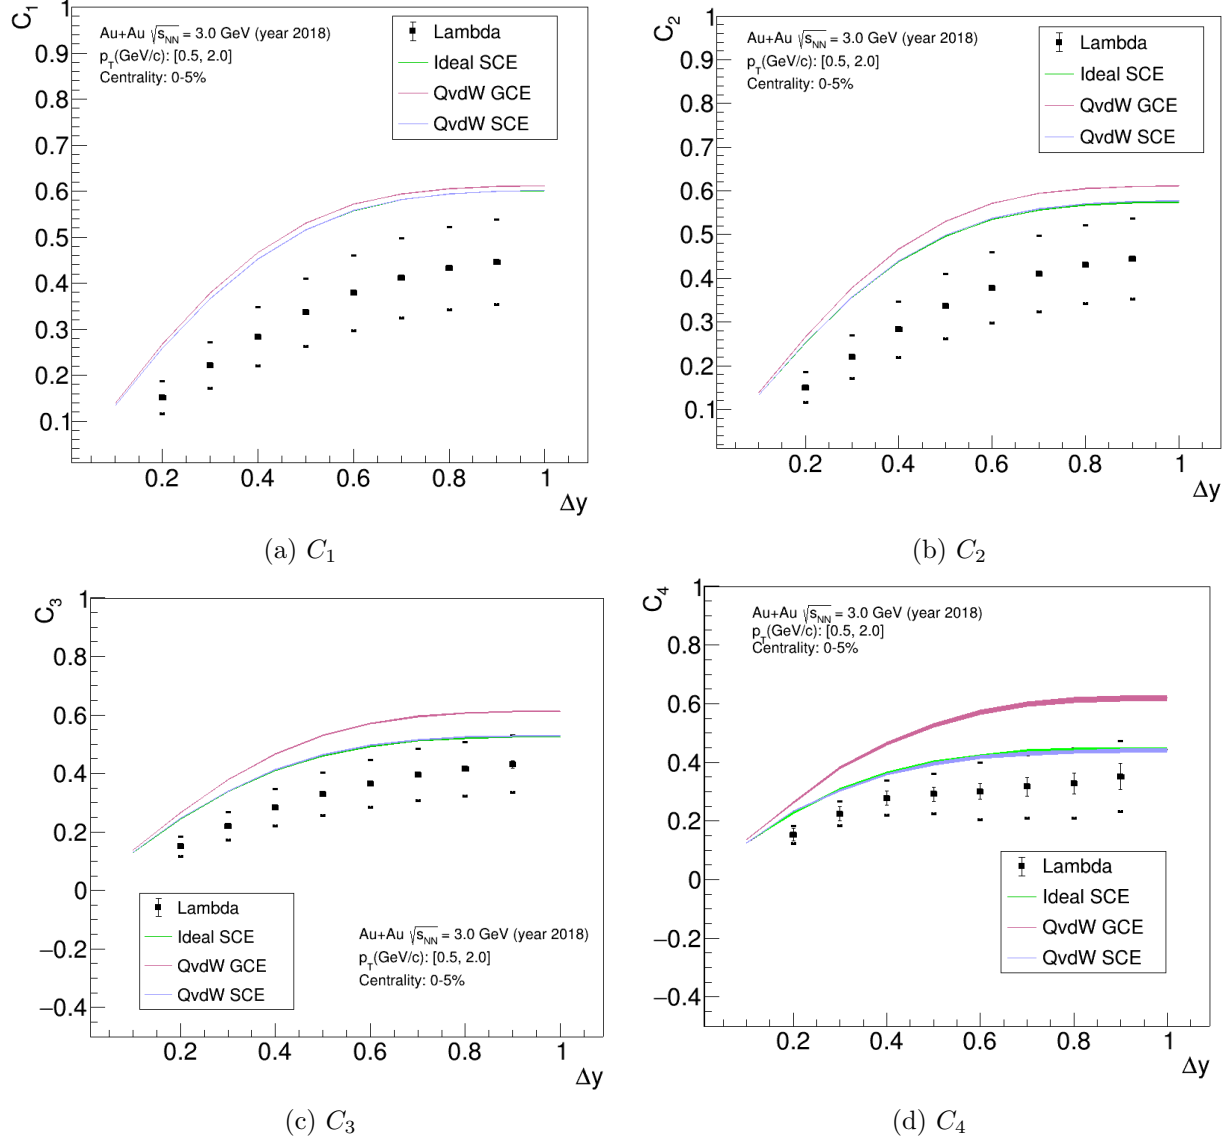 C1
1
0.9
0.8
0.7
0.6
0.5
0.4
0.3
0.2
0.1
0.2 0.4 0.6 0.8 1
Δy
Au+Au √sNN = 3.0 GeV (year 2018)
pT(GeV/c): [0.5, 2.0]
Centrality: 0-5%
Lambda
Ideal SCE
QvdW GCE
QvdW SCE
(a) C1
C2
1
0.9
0.8
0.7
0.6
0.5
0.4
0.3
0.2
0.1
0.2 0.4 0.6 0.8 1
Δy
Au+Au √sNN = 3.0 GeV (year 2018)
pT(GeV/c): [0.5, 2.0]
Centrality: 0-5%
Lambda
Ideal SCE
QvdW GCE
QvdW SCE
(b) C2
C3
1
0.8
0.6
0.4
0.2
0
−0.2
−0.4
0.2 0.4 0.6 0.8 1
Δy
Lambda
Ideal SCE
QvdW GCE
QvdW SCE
Au+Au √sNN = 3.0 GeV (year 2018)
pT(GeV/c): [0.5, 2.0]
Centrality: 0-5%
(c) C3
C4
1
0.8
0.6
0.4
0.2
0
−0.2
−0.4
0.2 0.4 0.6 0.8 1
Δy
Au+Au √sNN = 3.0 GeV (year 2018)
pT(GeV/c): [0.5, 2.0]
Centrality: 0-5%
Lambda
Ideal SCE
QvdW GCE
QvdW SCE
(d) C4